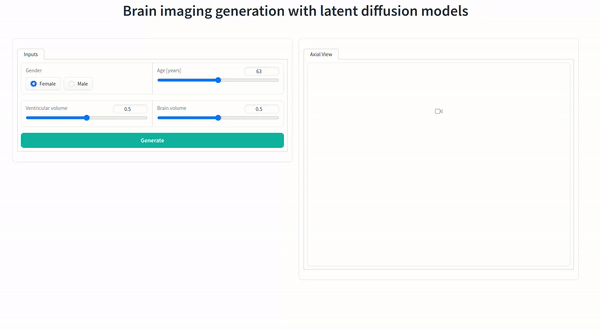 Brain imaging generation with latent diffusion models
Inputs
Gender
Female
Male
Age [years]
63
Ventricular volume
0.5
Brain volume
0.5
Generate
Axial View